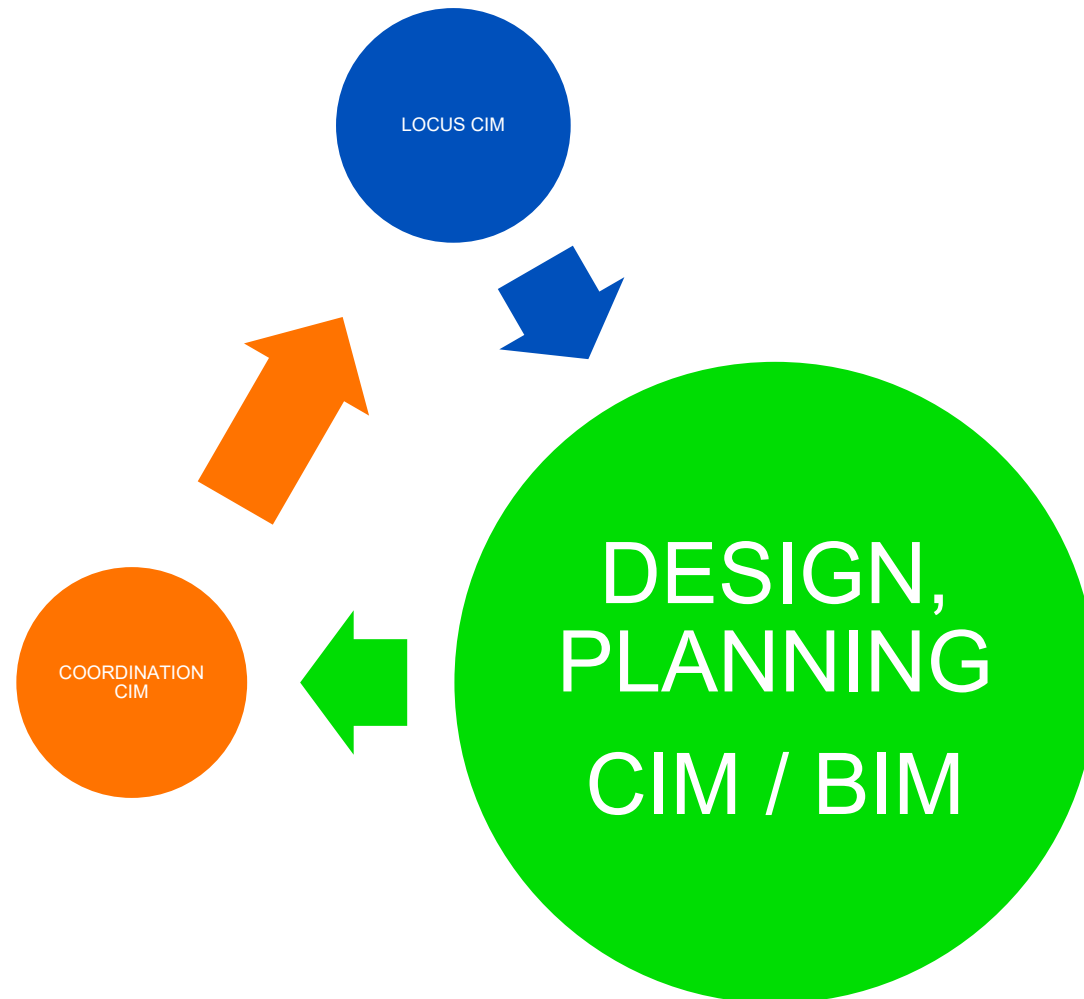 LOCUS CIM
DESIGN,
PLANNING
CIM / BIM
COORDINATION
CIM